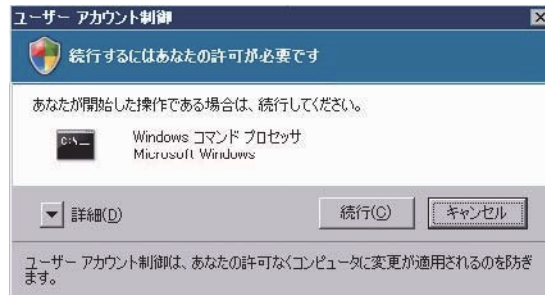 ユーザー アカウント制御
続行するにはあなたの許可が必要です
あなたが開始した操作である場合は、続行してください。
C:\_
Windows コマンド プロセッサ
Microsoft Windows
詳細(D)
続行(C)
キャンセル
ユーザー アカウント制御は、あなたの許可なくコンピュータに変更が適用されるのを防ぎ
ます。